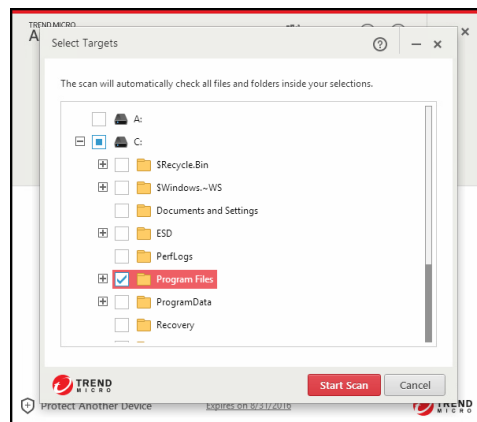 TREND MICRO
A
Select Targets
The scan will automatically check all files and folders inside your selections.
A:
C:
$Recycle.Bin
$Windows.~WS
Documents and Settings
ESD
PerfLogs
Program Files
ProgramData
Recovery
TREND
MICRO
Start Scan
Cancel
Protect Another Device
Expires on 8/31/2016
TREND
MICRO